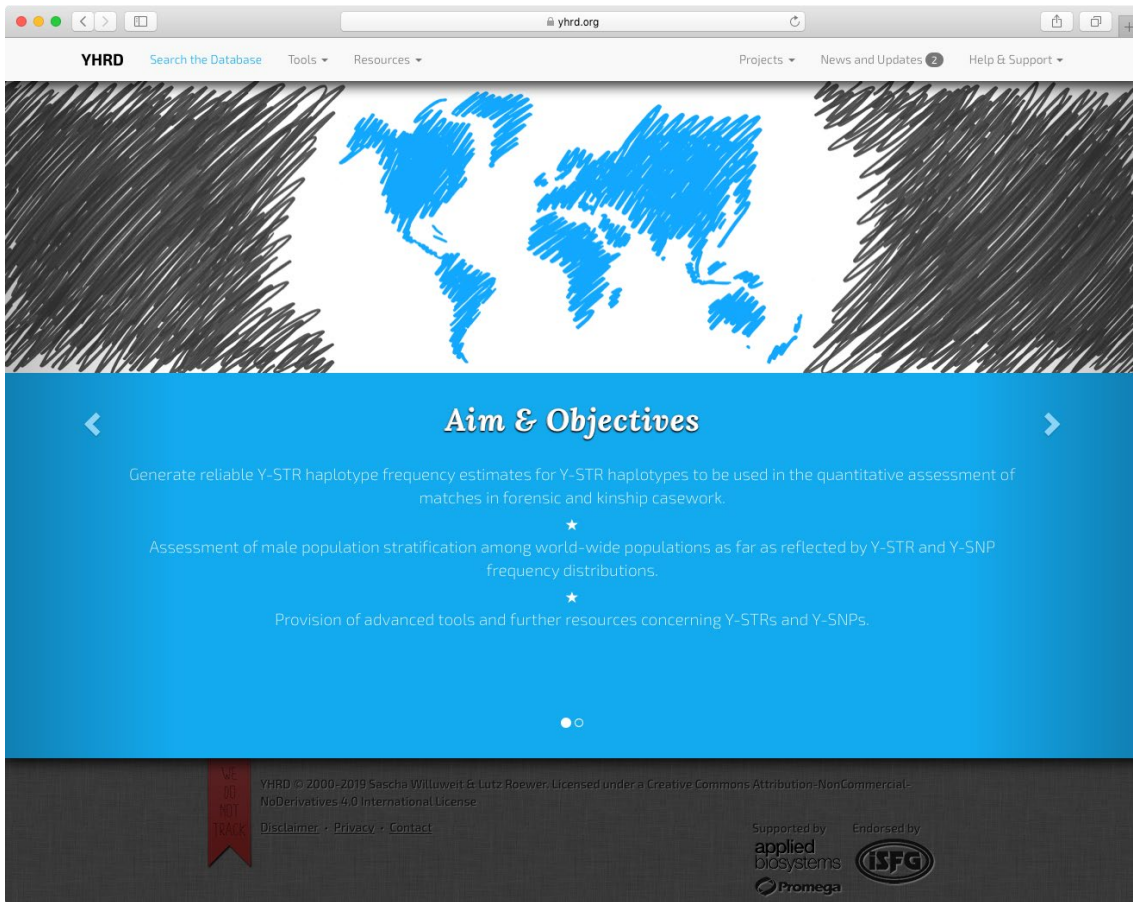 yhrd.org
YHRD Search the Database Tools Resources Projects News and Updates 2 Help & Support
Aim & Objectives
Generate reliable Y-STR haplotype frequency estimates for Y-STR haplotypes to be used in the quantitative assessment of
matches in forensic and kinship casework.
Assessment of male population stratification among world-wide populations as far as reflected by Y-STR and Y-SNP
frequency distributions.
Provision of advanced tools and further resources concerning Y-STRs and Y-SNPs.
WE
DO
NOT
TRACK
YHRD © 2000-2019 Sascha Willuweit & Lutz Roewer. Licensed under a Creative Commons Attribution-NonCommercial-
NoDerivatives 4.0 International License
Disclaimer • Privacy • Contact
Supported by Endorsed by
applied
biosystems
iSFG
Promega